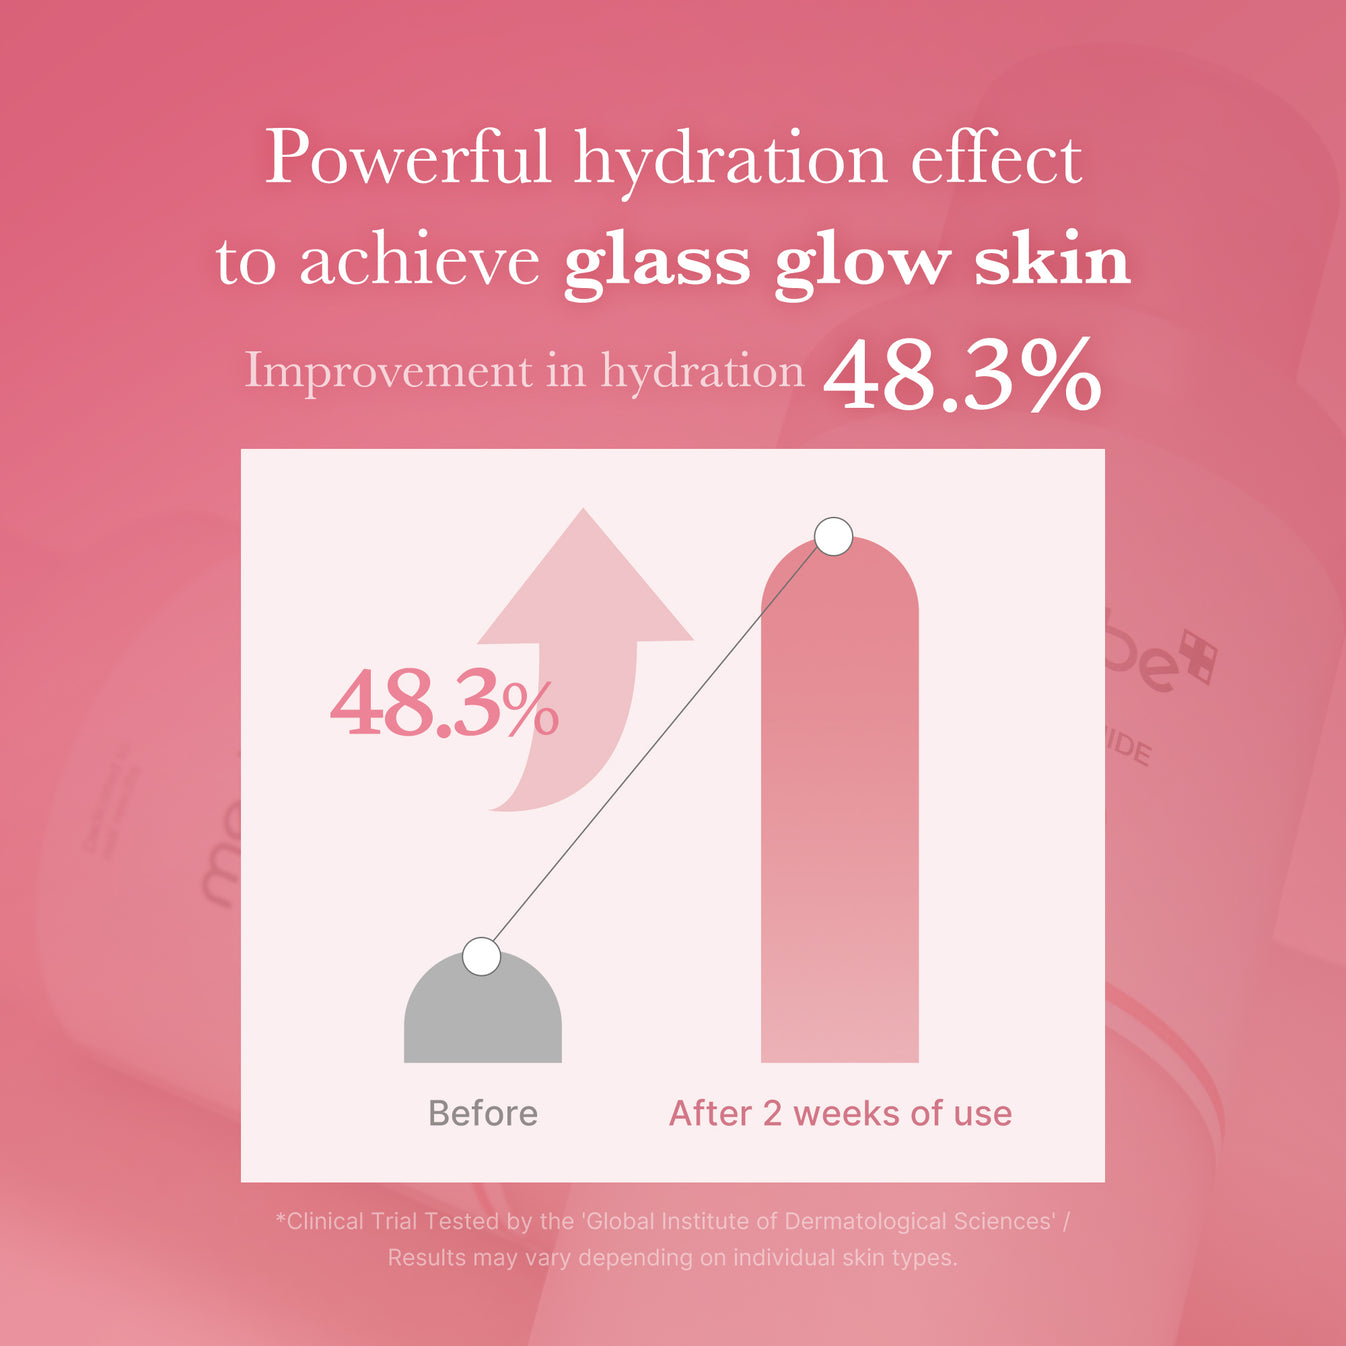 Powerful hydration effect
to achieve glass glow skin
Improvement in hydration 48.3%
48.3%
Before
After 2 weeks of use
*Clinical Trial Tested by the 'Global Institute of Dermatological Sciences' /
Results may vary depending on individual skin types.